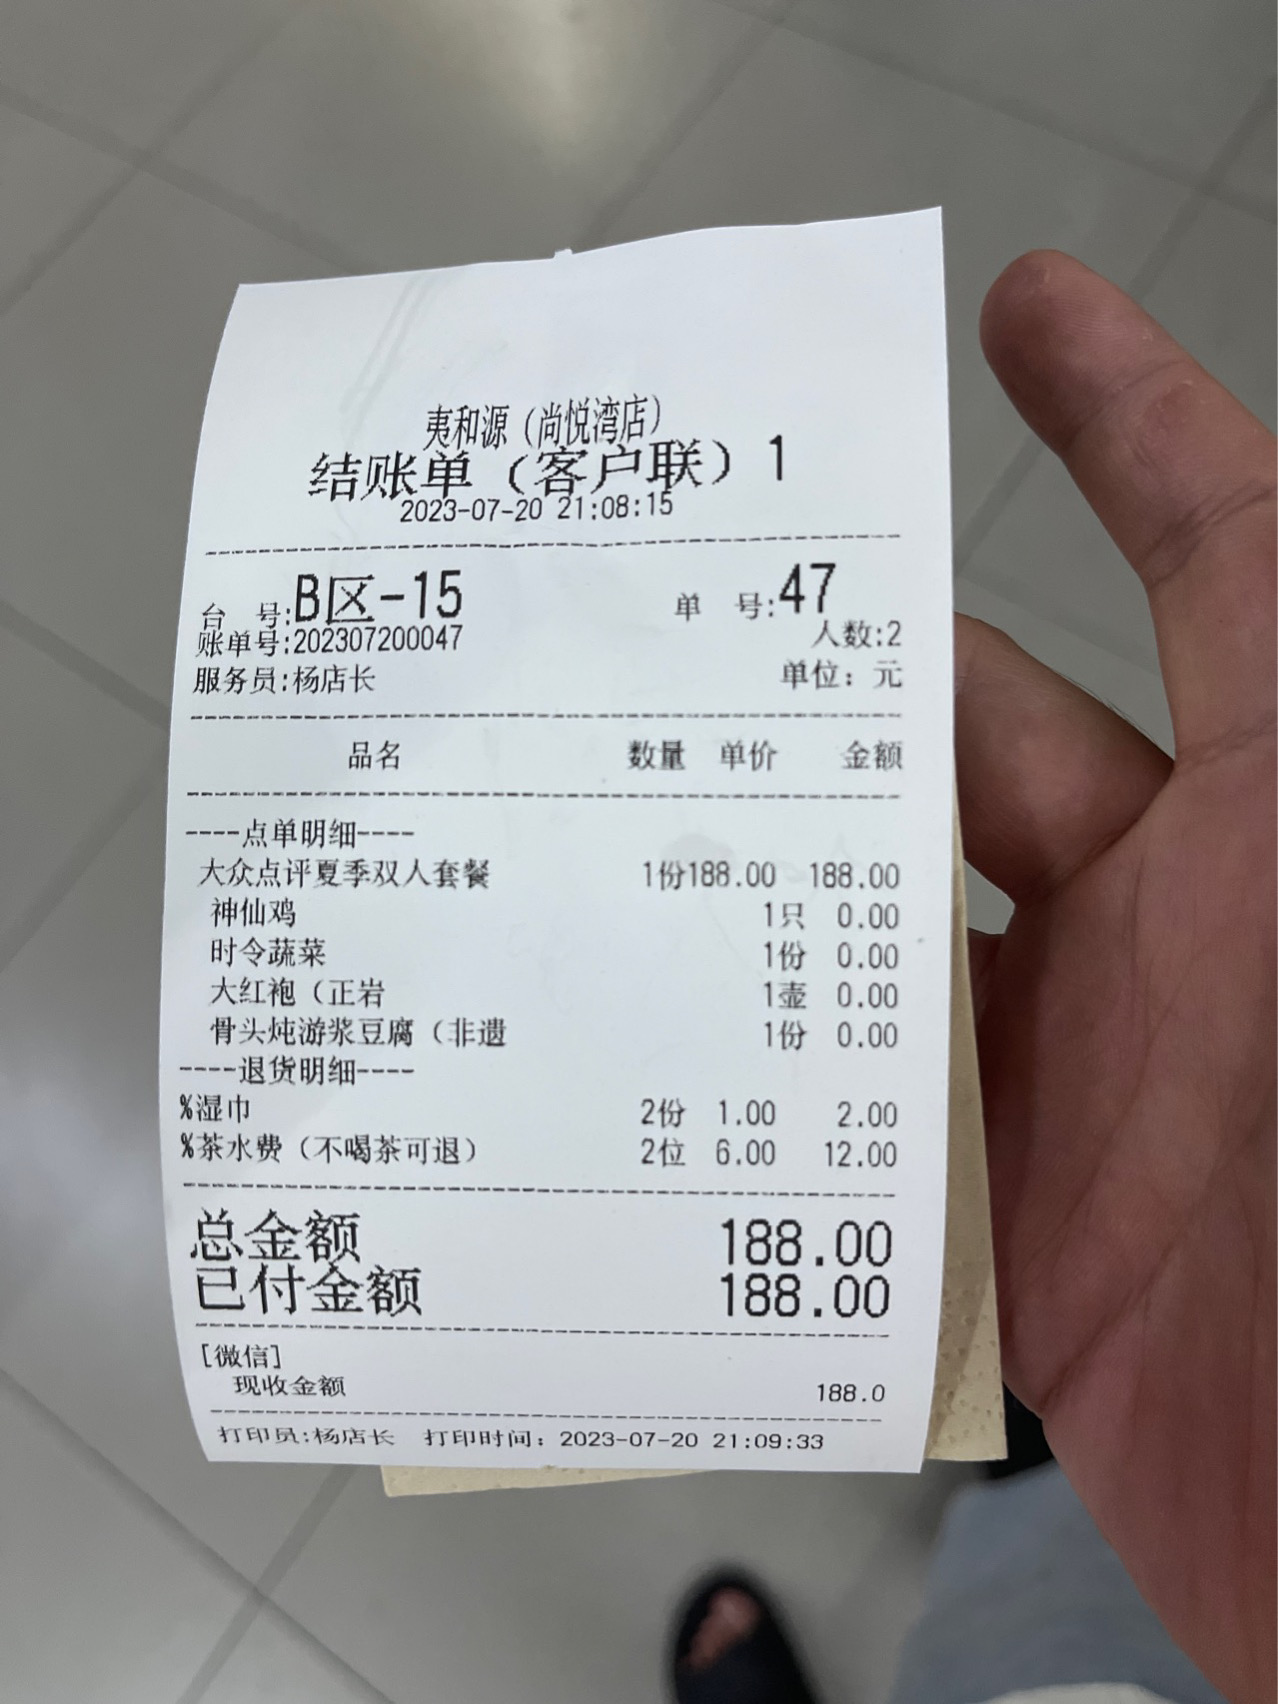 夷和源（尚悦湾店）
结账单（客户联）1
2023-07-20 21:08:15
台 号:B区-15 单 号:47
账单号:202307200047 人数:2
服务员:杨店长 单位：元
品名 数量 单价 金额
----点单明细----
大众点评夏季双人套餐 1份188.00 188.00
神仙鸡 1只 0.00
时令蔬菜 1份 0.00
大红袍（正岩 1壶 0.00
骨头炖游浆豆腐（非遗 1份 0.00
----退货明细----
%湿巾 2份 1.00 2.00
%茶水费（不喝茶可退） 2位 6.00 12.00
总金额 188.00
已付金额 188.00
[微信]
现收金额 188.0
打印员:杨店长 打印时间：2023-07-20 21:09:33